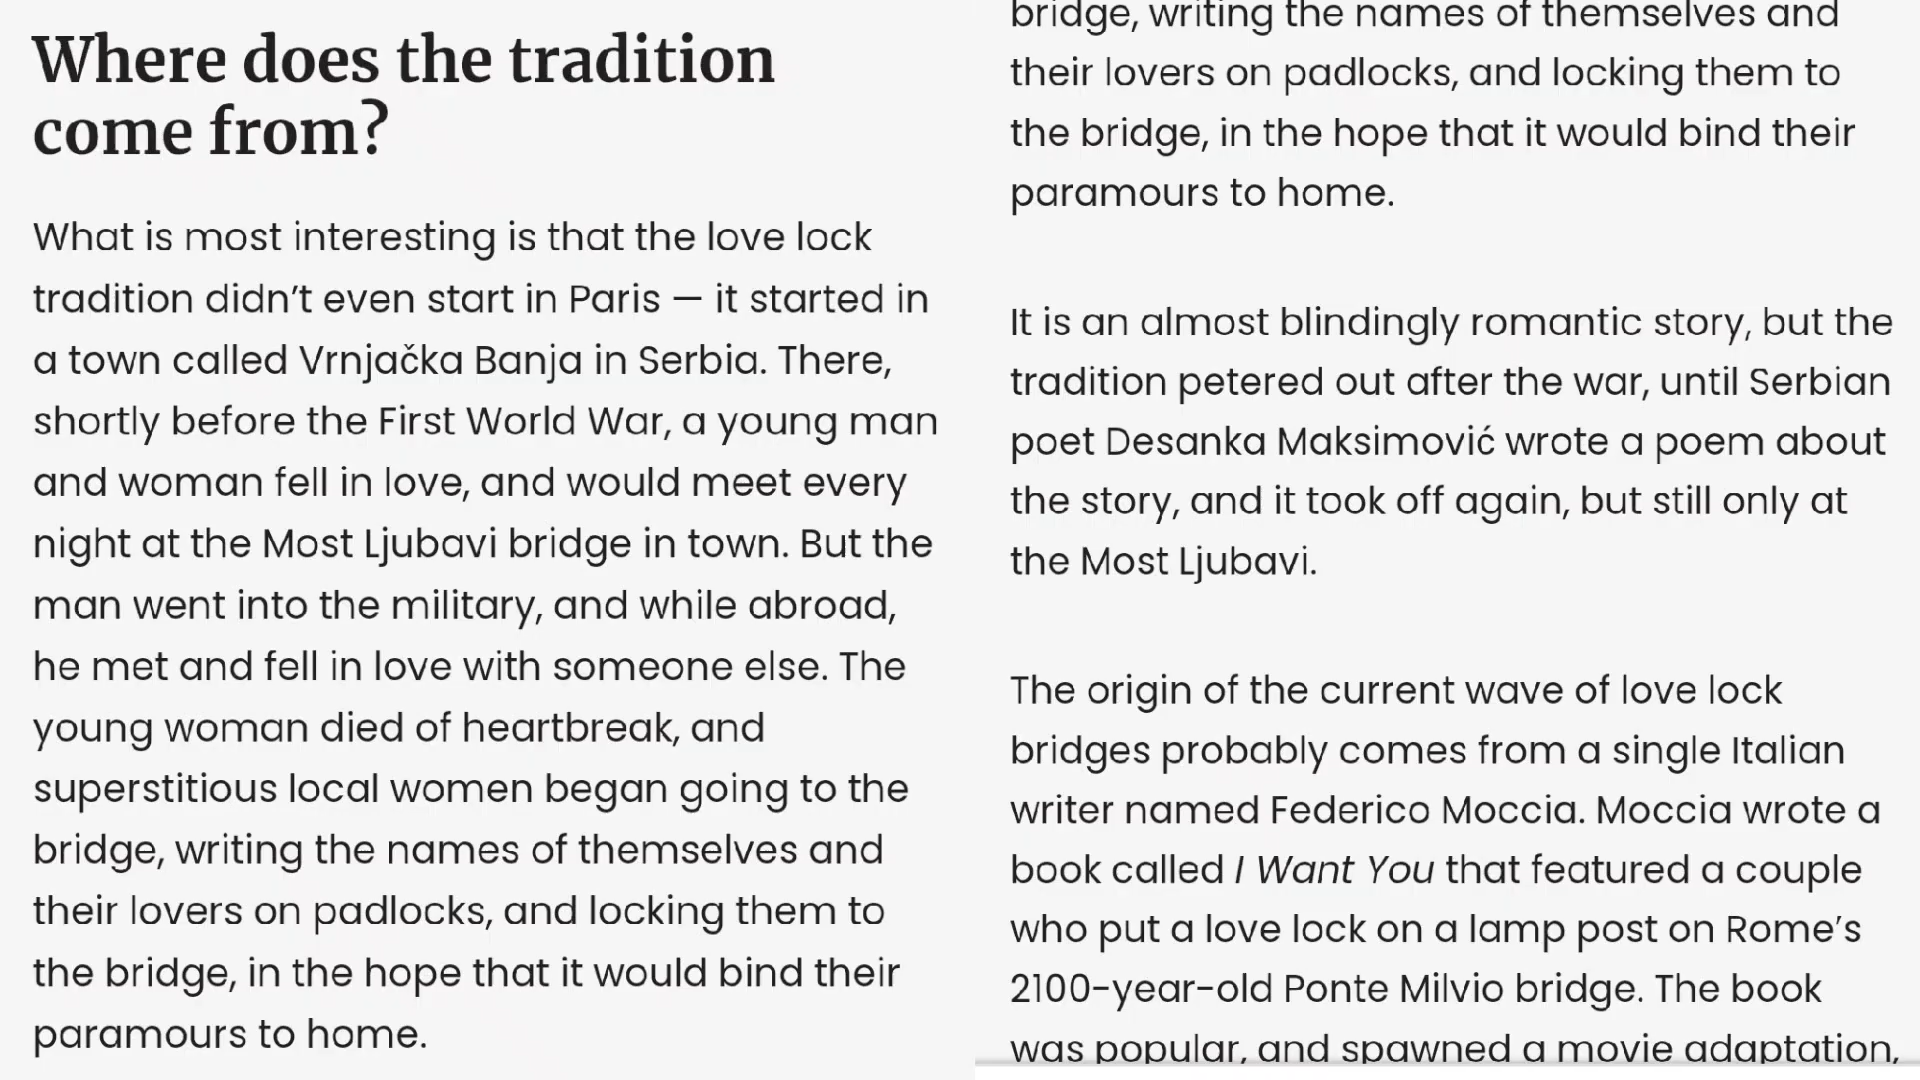 Where does the tradition
come from?
What is most interesting is that the love lock
tradition didn’t even start in Paris — it started in
a town called Vrnjačka Banja in Serbia. There,
shortly before the First World War, a young man
and woman fell in love, and would meet every
night at the Most Ljubavi bridge in town. But the
man went into the military, and while abroad,
he met and fell in love with someone else. The
young woman died of heartbreak, and
superstitious local women began going to the
bridge, writing the names of themselves and
their lovers on padlocks, and locking them to
the bridge, in the hope that it would bind their
paramours to home.
bridge, writing the names of themselves and
their lovers on padlocks, and locking them to
the bridge, in the hope that it would bind their
paramours to home.
It is an almost blindingly romantic story, but the
tradition petered out after the war, until Serbian
poet Desanka Maksimović wrote a poem about
the story, and it took off again, but still only at
the Most Ljubavi.
The origin of the current wave of love lock
bridges probably comes from a single Italian
writer named Federico Moccia. Moccia wrote a
book called I Want You that featured a couple
who put a love lock on a lamp post on Rome’s
2100-year-old Ponte Milvio bridge. The book
was popular, and spawned a movie adaptation,